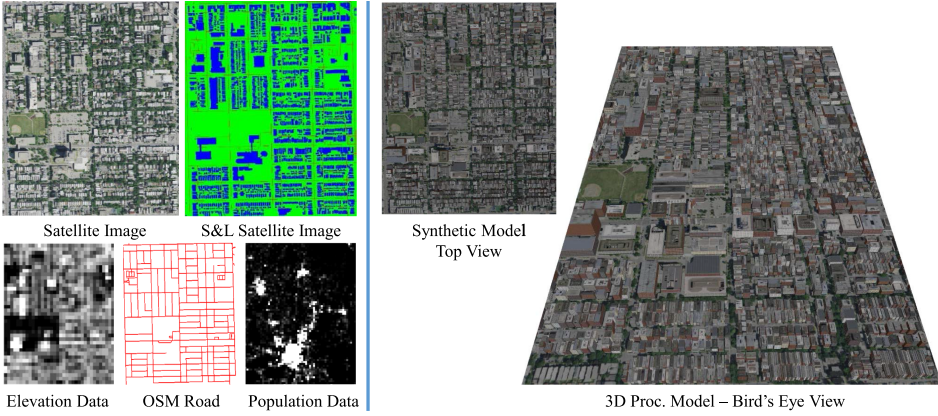 Satellite Image
S&L Satellite Image
Elevation Data
OSM Road
Population Data
Synthetic Model
Top View
3D Proc. Model – Bird's Eye View